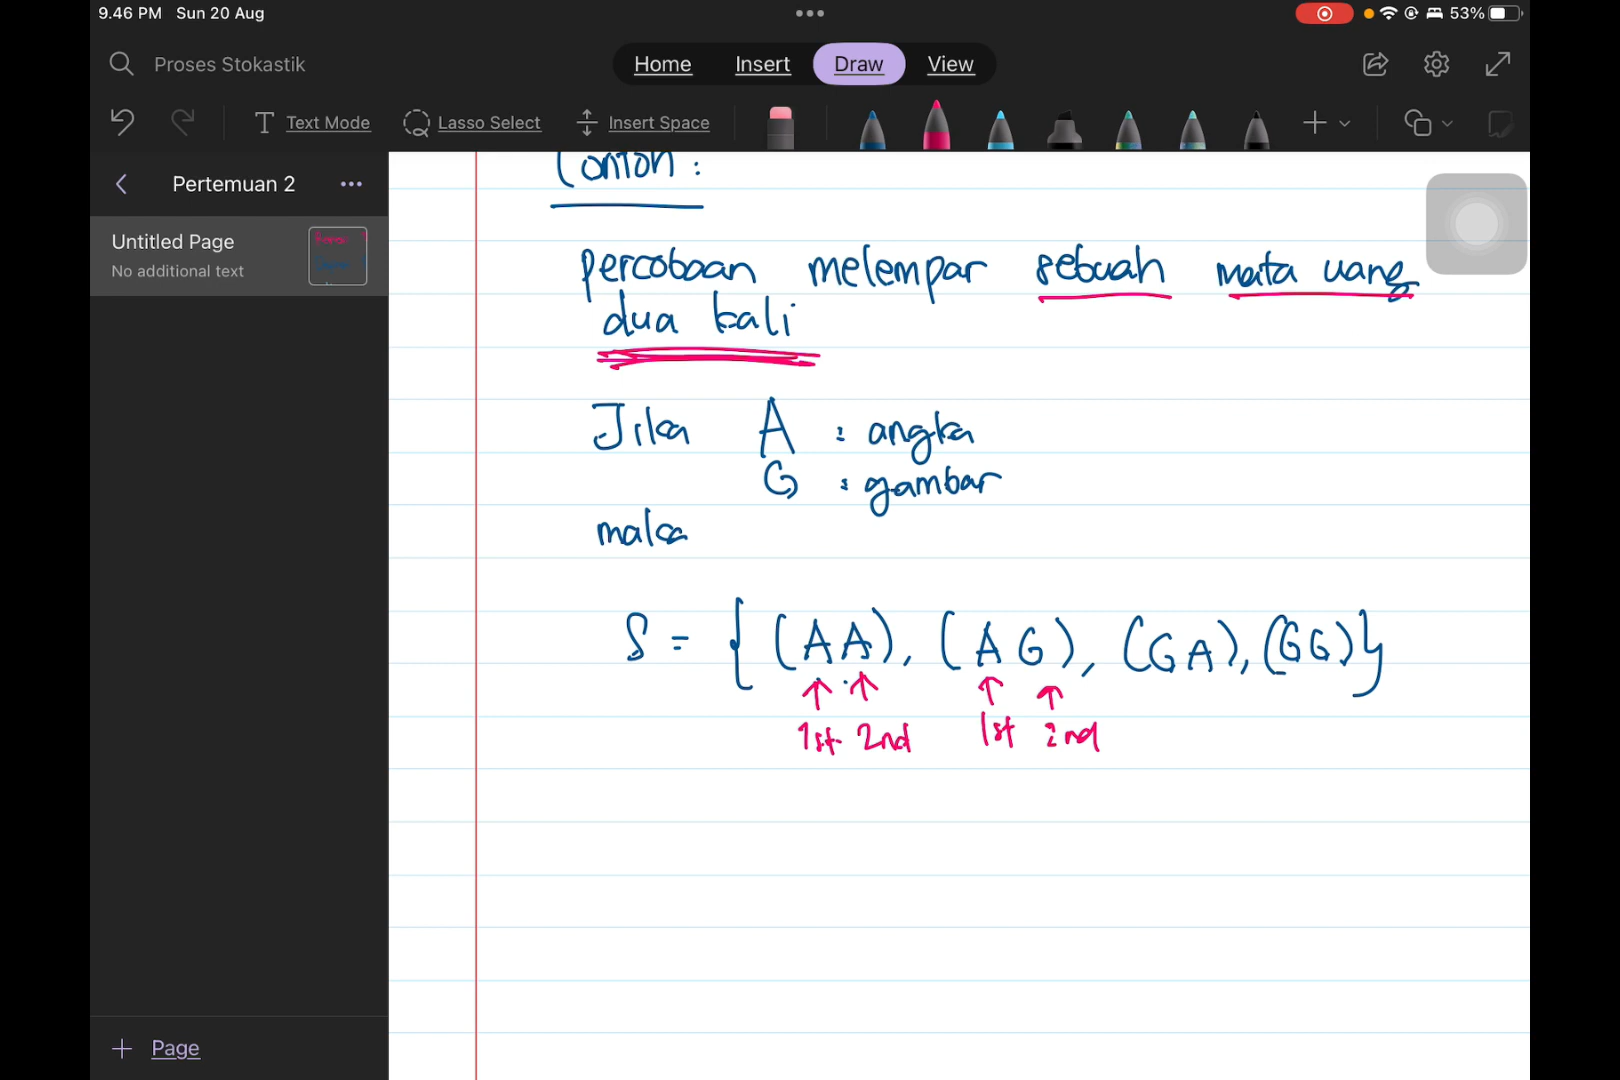 9.46 PM Sun 20 Aug
53%
Proses Stokastik
Home Insert Draw View
Text Mode Lasso Select Insert Space
Pertemuan 2
Untitled Page
No additional text
Contoh :
percobaan melempar sebuah mata uang
dua kali
Jika A : angka
G : gambar
maka
S = { (AA), (AG), (GA), (GG)}
1st 2nd 1st 2nd
+ Page